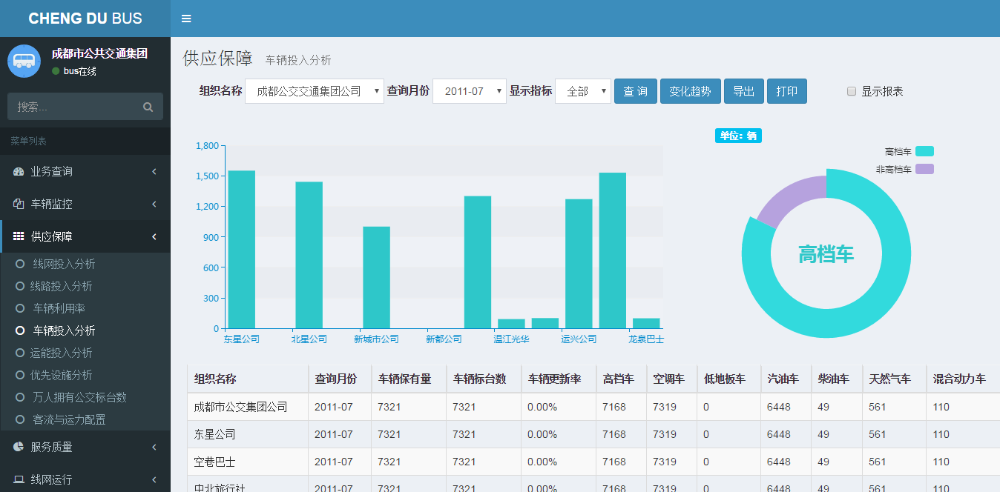 CHENG DU BUS
成都市公共交通集团
bus在线
搜索...
菜单列表
业务查询
车辆监控
供应保障
线网投入分析
线路投入分析
车辆利用率
车辆投入分析
运能投入分析
优先设施分析
万人拥有公交标台数
客流与运力配置
服务质量
线网运行
供应保障 车辆投入分析
组织名称 成都公交交通集团公司 查询月份 2011-07 显示指标 全部 查 询 变化趋势 导出 打印 显示报表
1,800
1,500
1,200
900
600
300
0
东星公司 北星公司 新城市公司 新都公司 温江光华 运兴公司 龙泉巴士
单位：辆
高档车
非高档车
高档车
组织名称 查询月份 车辆保有量 车辆标台数 车辆更新率 高档车 空调车 低地板车 汽油车 柴油车 天然气车 混合动力车
成都市公交集团公司 2011-07 7321 7321 0.00% 7168 7319 0 6448 49 561 110
东星公司 2011-07 7321 7321 0.00% 7168 7319 0 6448 49 561 110
空巷巴士 2011-07 7321 7321 0.00% 7168 7319 0 6448 49 561 110
中北旅行社 2011-07 7321 7321 0.00% 7168 7319 0 6448 49 561 110